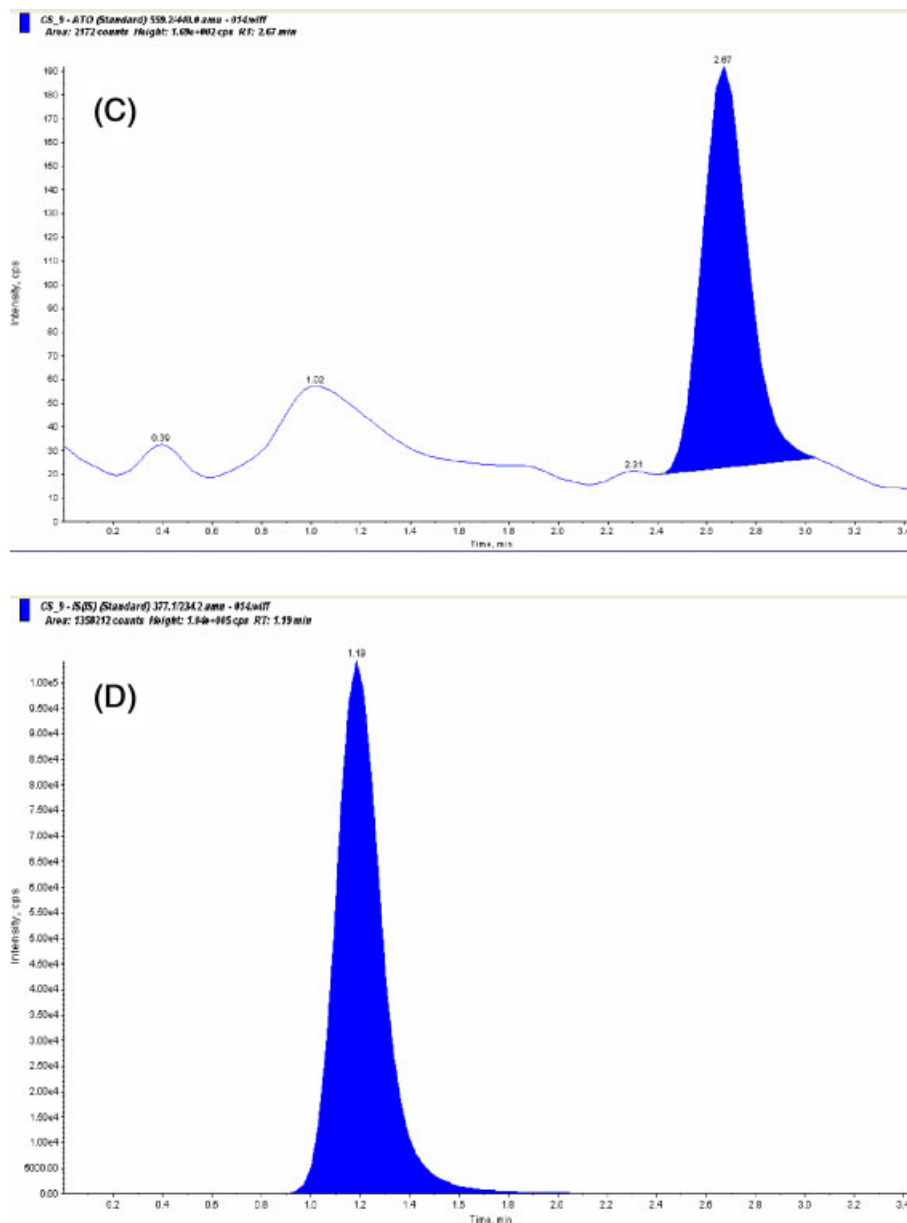 CS_9 - ATO (Standard) 559.2/440.0 amu - 014.wiff
Area: 2172 counts Height: 1.69e+002 cps RT: 2.67 min
(C)
Intensity, cps
190
180
170
160
150
140
130
120
110
100
90
80
70
60
50
40
30
20
10
0
0.39
1.02
2.31
2.67
0.2 0.4 0.6 0.8 1.0 1.2 1.4 1.6 1.8 2.0 2.2 2.4 2.6 2.8 3.0 3.2 3.4
Time, min
CS_9 - IS(IS) (Standard) 377.1/234.2 amu - 014.wiff
Area: 1350212 counts Height: 1.04e+005 cps RT: 1.19 min
(D)
Intensity, cps
1.00e5
9.50e4
9.00e4
8.50e4
8.00e4
7.50e4
7.00e4
6.50e4
6.00e4
5.50e4
5.00e4
4.50e4
4.00e4
3.50e4
3.00e4
2.50e4
2.00e4
1.50e4
1.00e4
5000.00
0.00
1.19
0.2 0.4 0.6 0.8 1.0 1.2 1.4 1.6 1.8 2.0 2.2 2.4 2.6 2.8 3.0 3.2 3.4
Time, min